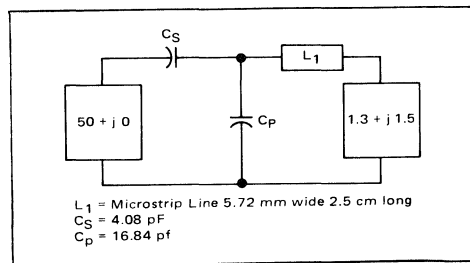 C_S
L_1
50 + j 0
C_P
1.3 + j 1.5
L_1 = Microstrip Line 5.72 mm wide 2.5 cm long
C_S = 4.08 pF
C_p = 16.84 pf